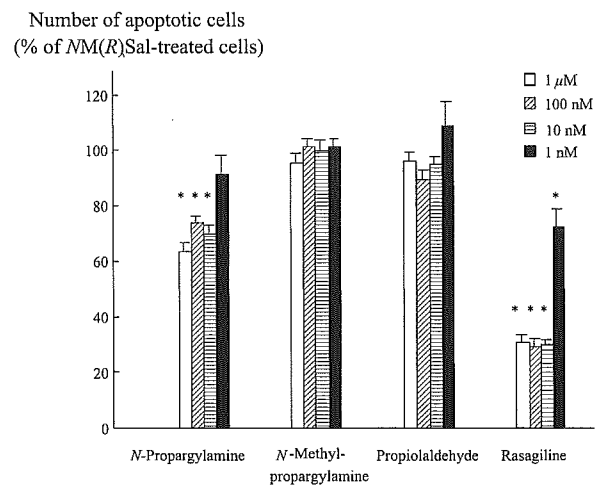 Number of apoptotic cells
(% of NM(R)Sal-treated cells)
1 µM
100 nM
10 nM
1 nM
120
100
80
60
40
20
0
* * *
* * *
*
N-Propargylamine
N-Methyl-
propargylamine
Propiolaldehyde
Rasagiline